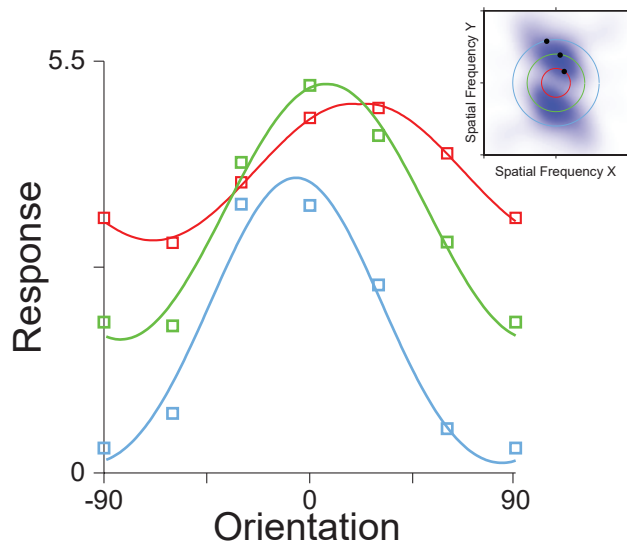 Spatial Frequency Y
Spatial Frequency X
5.5
Response
0
-90
0
90
Orientation